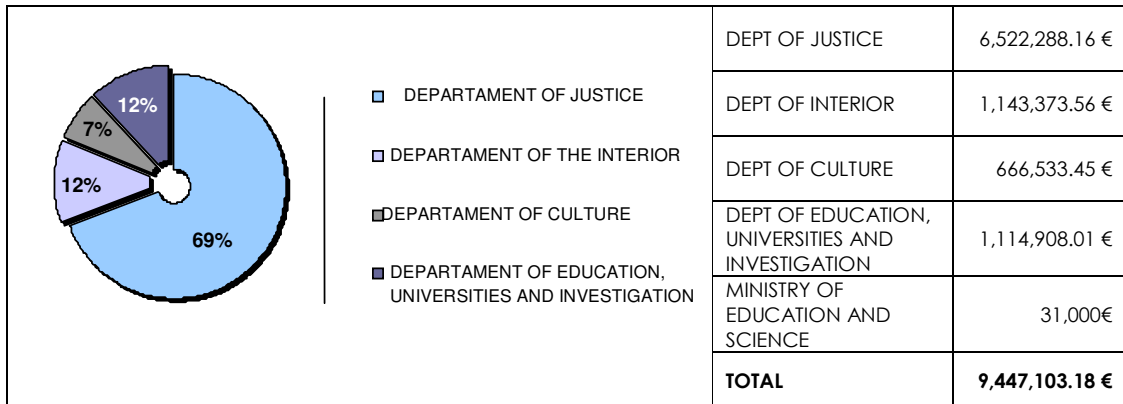 12%
7%
12%
69%
DEPARTAMENT OF JUSTICE
DEPARTAMENT OF THE INTERIOR
DEPARTAMENT OF CULTURE
DEPARTAMENT OF EDUCATION,
UNIVERSITIES AND INVESTIGATION
DEPT OF JUSTICE 6,522,288.16 €
DEPT OF INTERIOR 1,143,373.56 €
DEPT OF CULTURE 666,533.45 €
DEPT OF EDUCATION,
UNIVERSITIES AND
INVESTIGATION
1,114,908.01 €
MINISTRY OF
EDUCATION AND
SCIENCE
31,000€
TOTAL 9,447,103.18 €